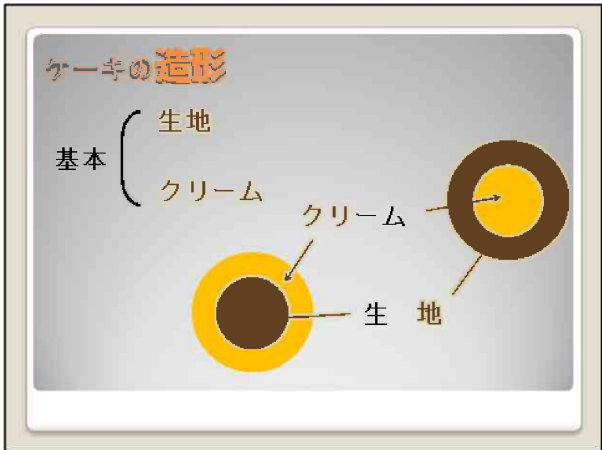 ケーキの造形
生地
基本
クリーム
クリーム
生 地